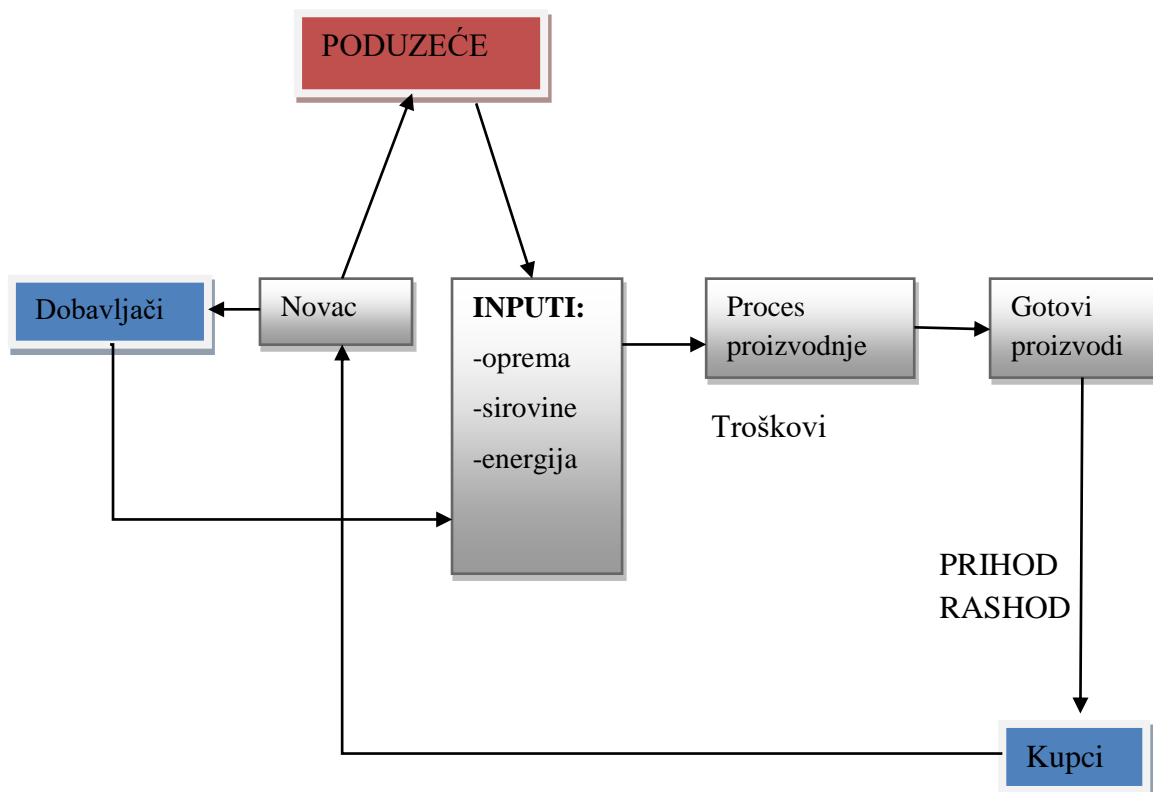 PODUZEĆE
Dobavljači
Novac
INPUTI:
-oprema
-sirovine
-energija
Proces
proizvodnje
Gotovi
proizvodi
Troškovi
PRIHOD
RASHOD
Kupci